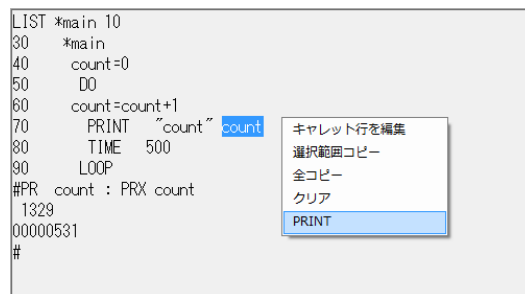 LIST *main 10
30 *main
40 count=0
50 DO
60 count=count+1
70 PRINT "count" count
80 TIME 500
90 LOOP
#PR count : PRX count
1329
00000531
#
キャレット行を編集
選択範囲コピー
全コピー
クリア
PRINT